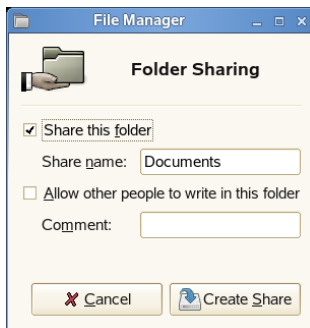 File Manager
Folder Sharing
Share this folder
Share name: Documents
Allow other people to write in this folder
Comment:
Cancel
Create Share